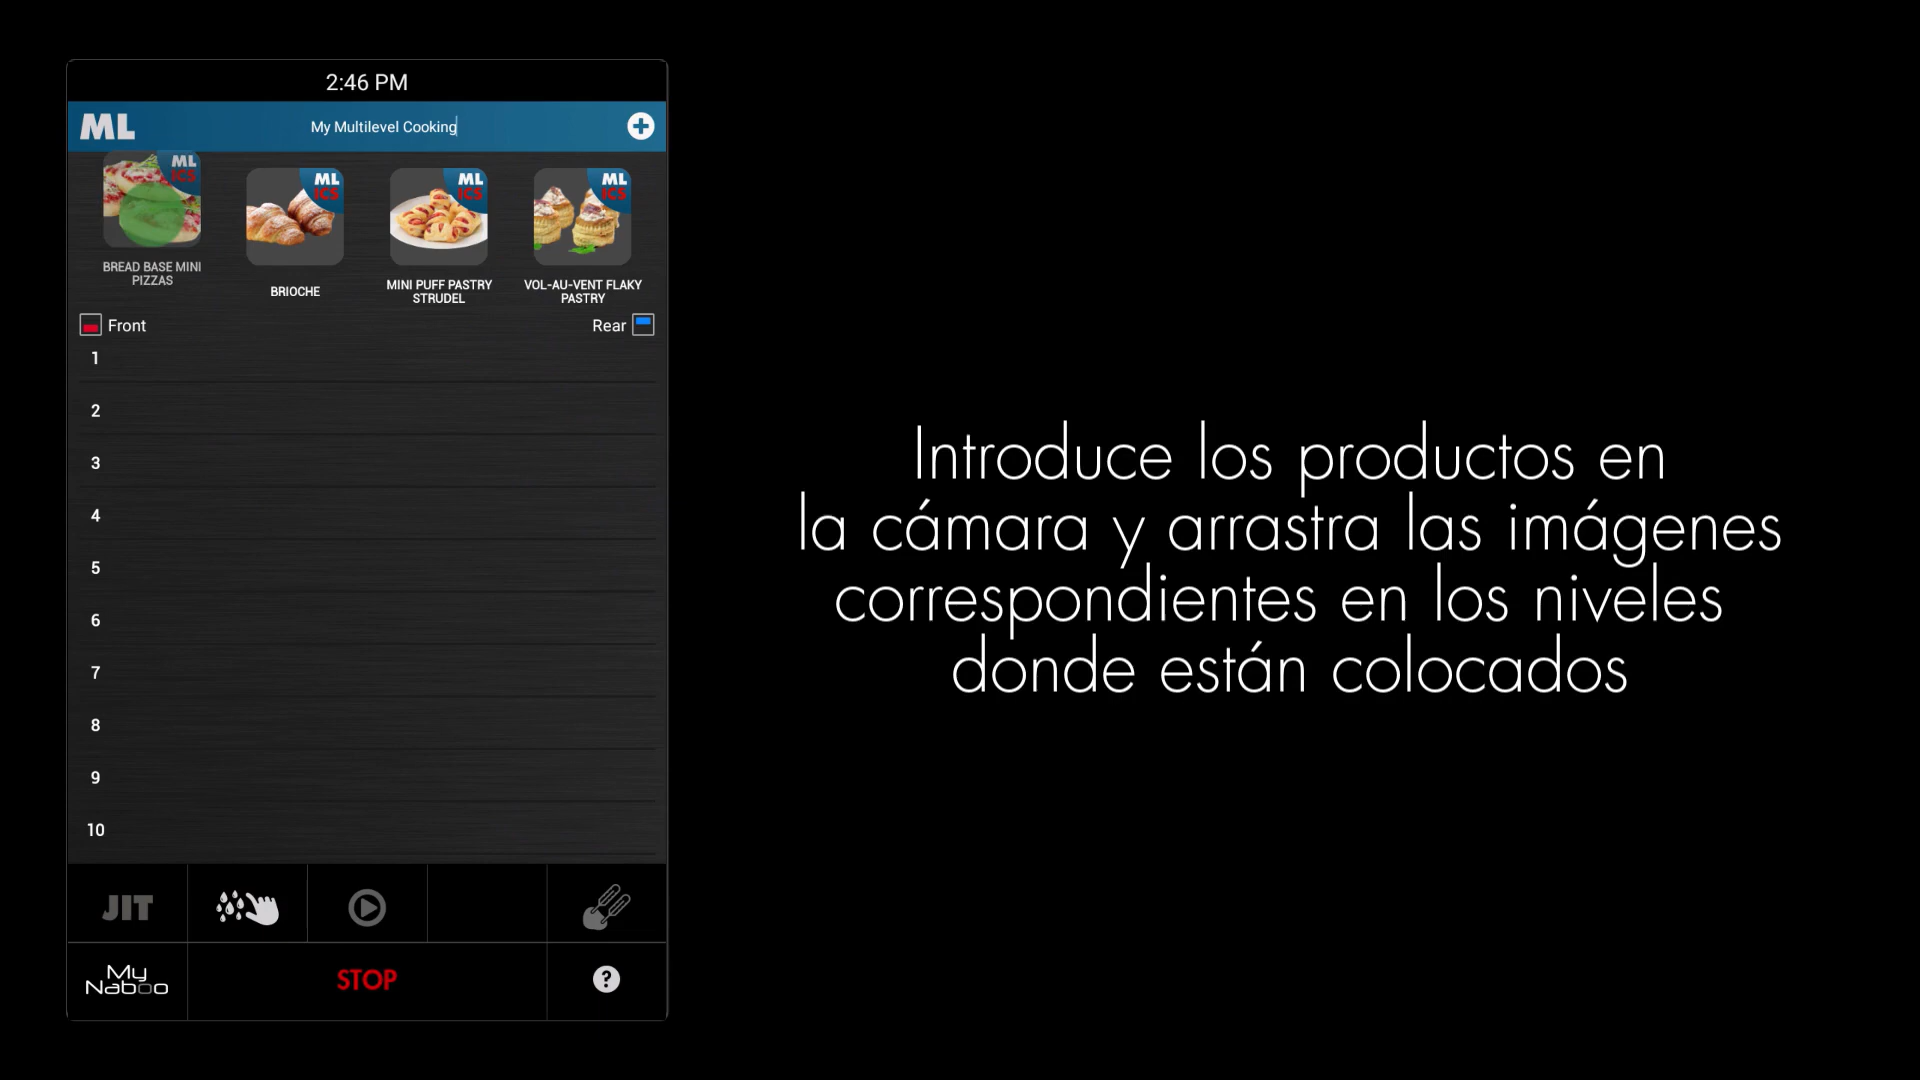 2:46 PM
ML
My Multilevel Cooking
ML
ICS
ML
ICS
ML
ICS
ML
ICS
BREAD BASE MINI
PIZZAS
BRIOCHE
MINI PUFF PASTRY
STRUDEL
VOL-AU-VENT FLAKY
PASTRY
Front
Rear
1
2
3
4
5
6
7
8
9
10
JIT
My
Naboo
STOP
?
Introduce los productos en
la cámara y arrastra las imágenes
correspondientes en los niveles
donde están colocados